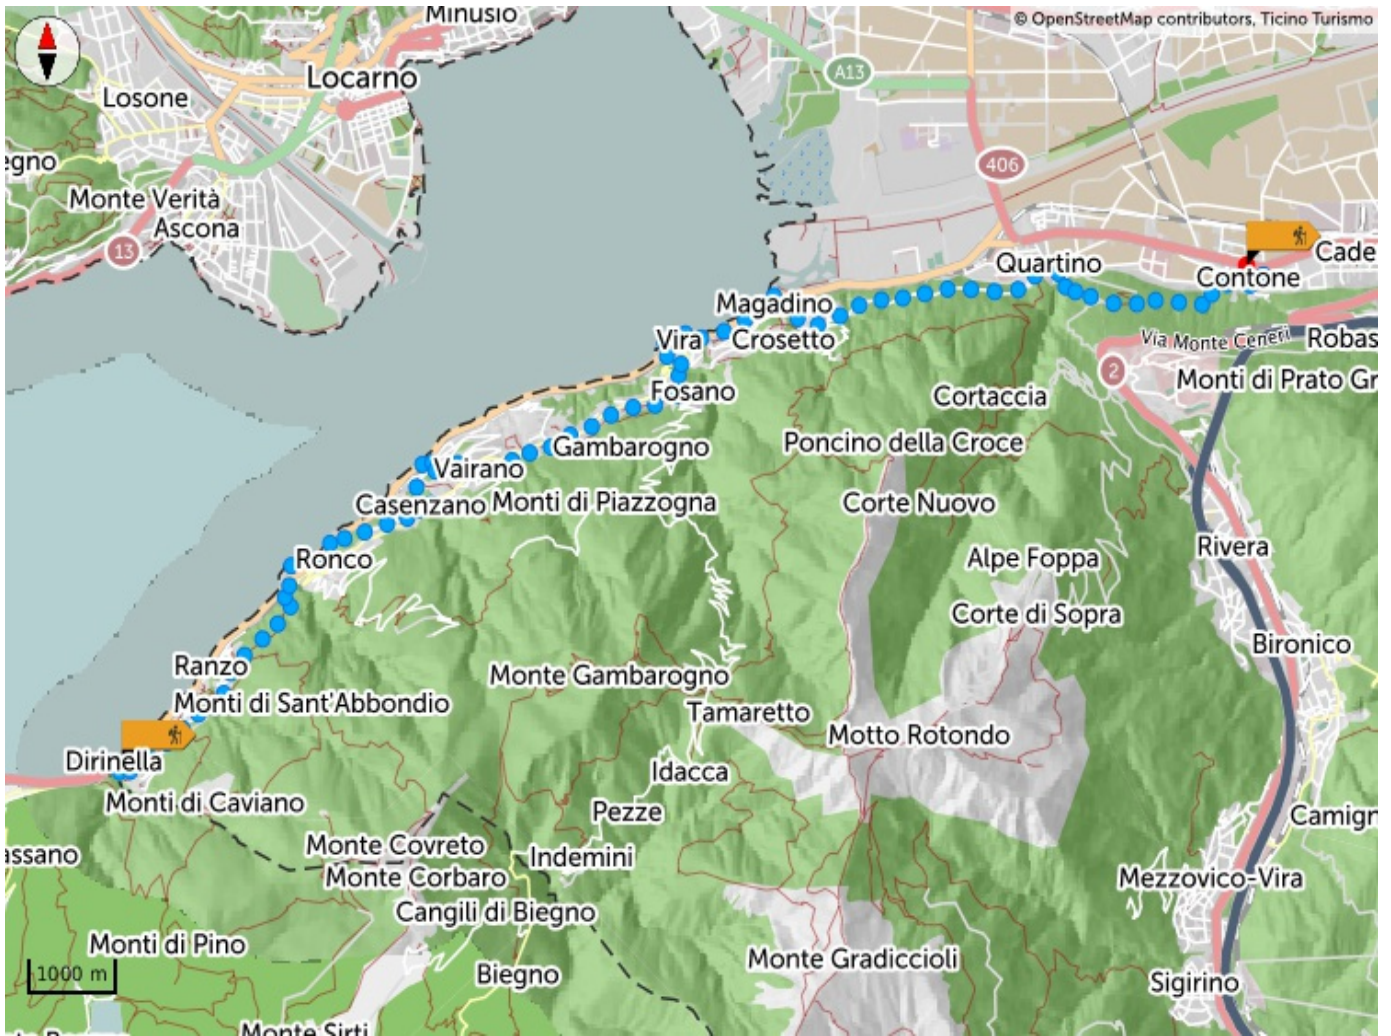 Minusio
© OpenStreetMap contributors, Ticino Turismo
A13
Locarno
Losone
egno
406
Monte Verità
Ascona
13
Quartino
Contone
Cade
Magadino
Vira
Crosetto
Via Monte Ceneri
Robas
2
Monti di Prato Gr
Fosano
Cortaccia
Gambarogno
Poncino della Croce
Vairano
Casenzano
Monti di Piazzogna
Corte Nuovo
Ronco
Alpe Foppa
Rivera
Corte di Sopra
Bironico
Ranzo
Monte Gambarogno
Monti di Sant'Abbondio
Tamaretto
Motto Rotondo
Dirinella
Idacca
Monti di Caviano
Pezze
Camign
assano
Monte Covreto
Indemini
Monte Corbaro
Mezzovico-Vira
Cangili di Biegno
Monti di Pino
Monte Gradiccioli
1000 m
Biegno
Sigirino
Monte Sirti